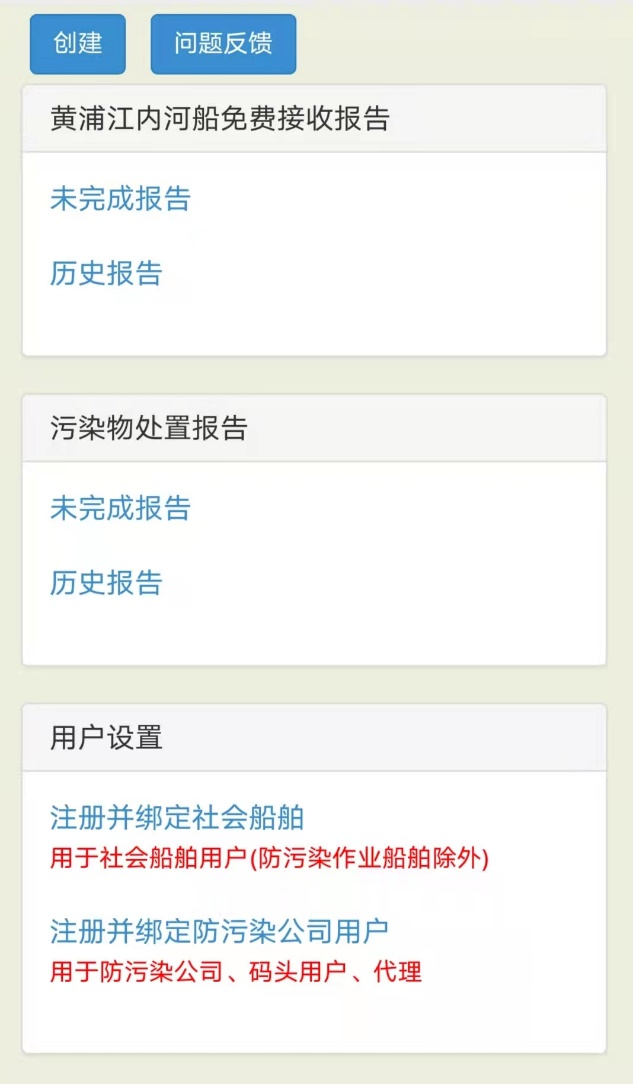 创建 问题反馈
黄浦江内河船免费接收报告
未完成报告
历史报告
污染物处置报告
未完成报告
历史报告
用户设置
注册并绑定社会船舶
用于社会船舶用户(防污染作业船舶除外)
注册并绑定防污染公司用户
用于防污染公司、码头用户、代理